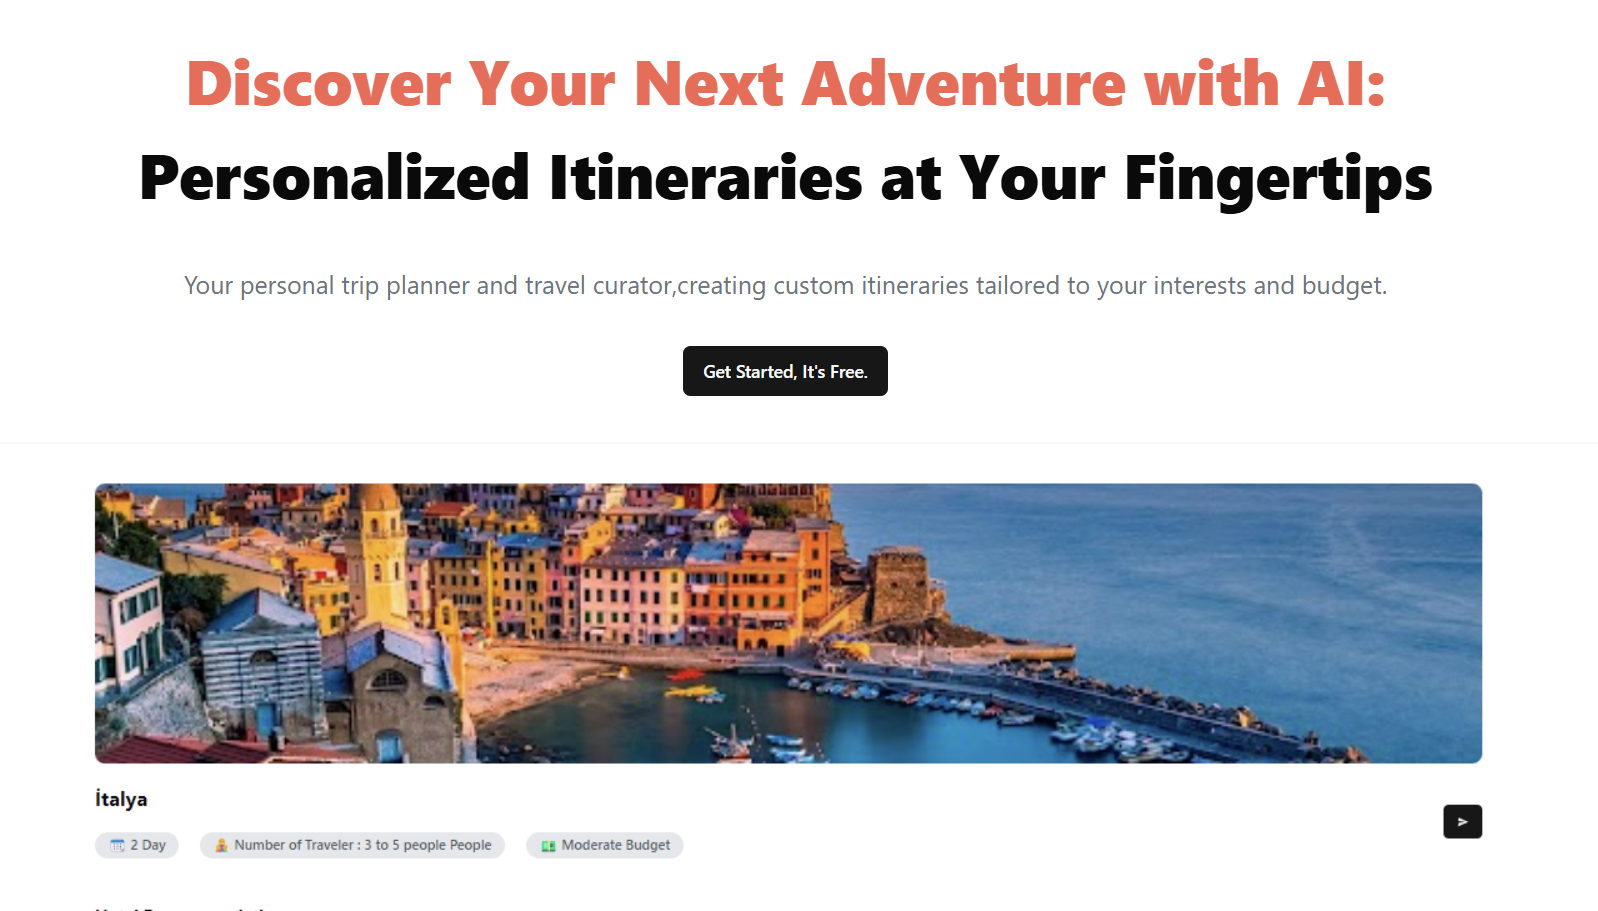 Discover Your Next Adventure with AI:
Personalized Itineraries at Your Fingertips
Your personal trip planner and travel curator,creating custom itineraries tailored to your interests and budget.
Get Started, It's Free.
İtalya
2 Day
Number of Traveler : 3 to 5 people People
Moderate Budget